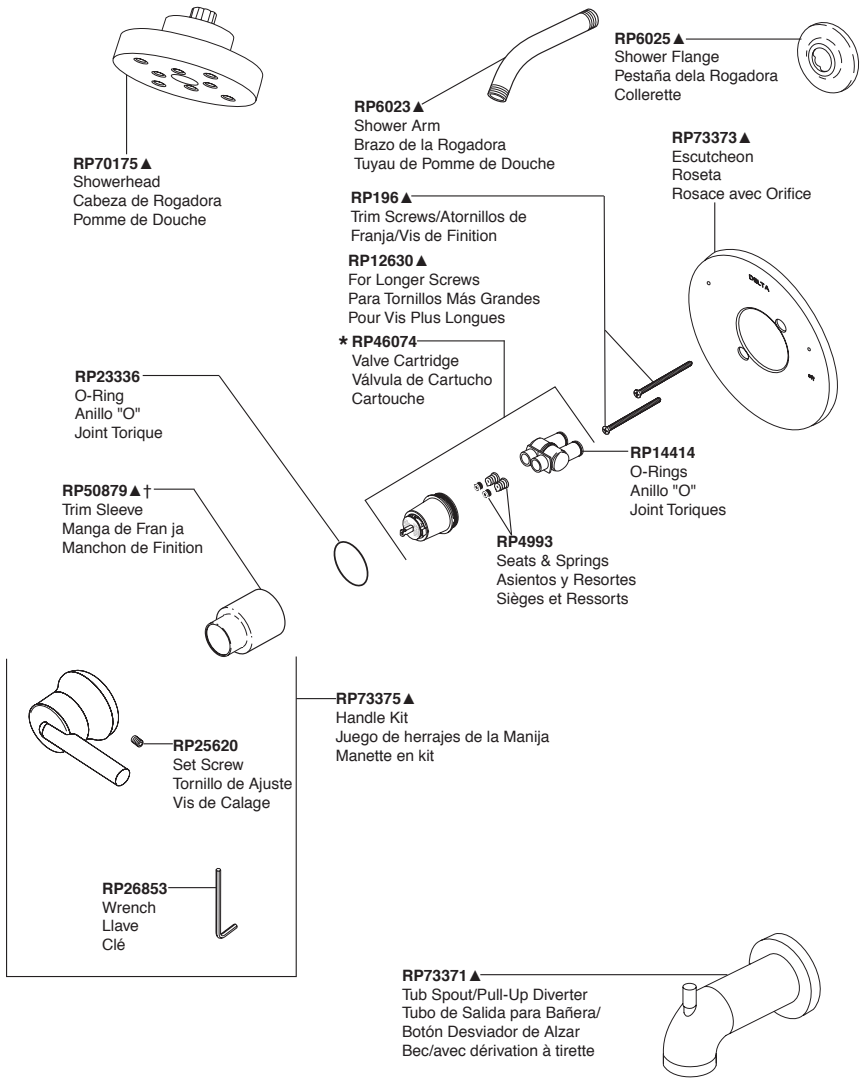 RP6025▲
Shower Flange
Pestaña dela Rogadora
Collerette
RP6023▲
Shower Arm
Brazo de la Rogadora
Tuyau de Pomme de Douche
RP73373▲
Escutcheon
Roseta
Rosace avec Orifice
RP70175▲
Showerhead
Cabeza de Rogadora
Pomme de Douche
RP196▲
Trim Screws/Atornillos de
Franja/Vis de Finition
RP12630▲
For Longer Screws
Para Tornillos Más Grandes
Pour Vis Plus Longues
DELTA
* RP46074
Valve Cartridge
Válvula de Cartucho
Cartouche
RP23336
O-Ring
Anillo "O"
Joint Torique
RP14414
O-Rings
Anillo "O"
Joint Toriques
RP50879▲†
Trim Sleeve
Manga de Fran ja
Manchon de Finition
RP4993
Seats & Springs
Asientos y Resortes
Sièges et Ressorts
RP73375▲
Handle Kit
Juego de herrajes de la Manija
Manette en kit
RP25620
Set Screw
Tornillo de Ajuste
Vis de Calage
RP26853
Wrench
Llave
Clé
RP73371▲
Tub Spout/Pull-Up Diverter
Tubo de Salida para Bañera/
Botón Desviador de Alzar
Bec/avec dérivation à tirette